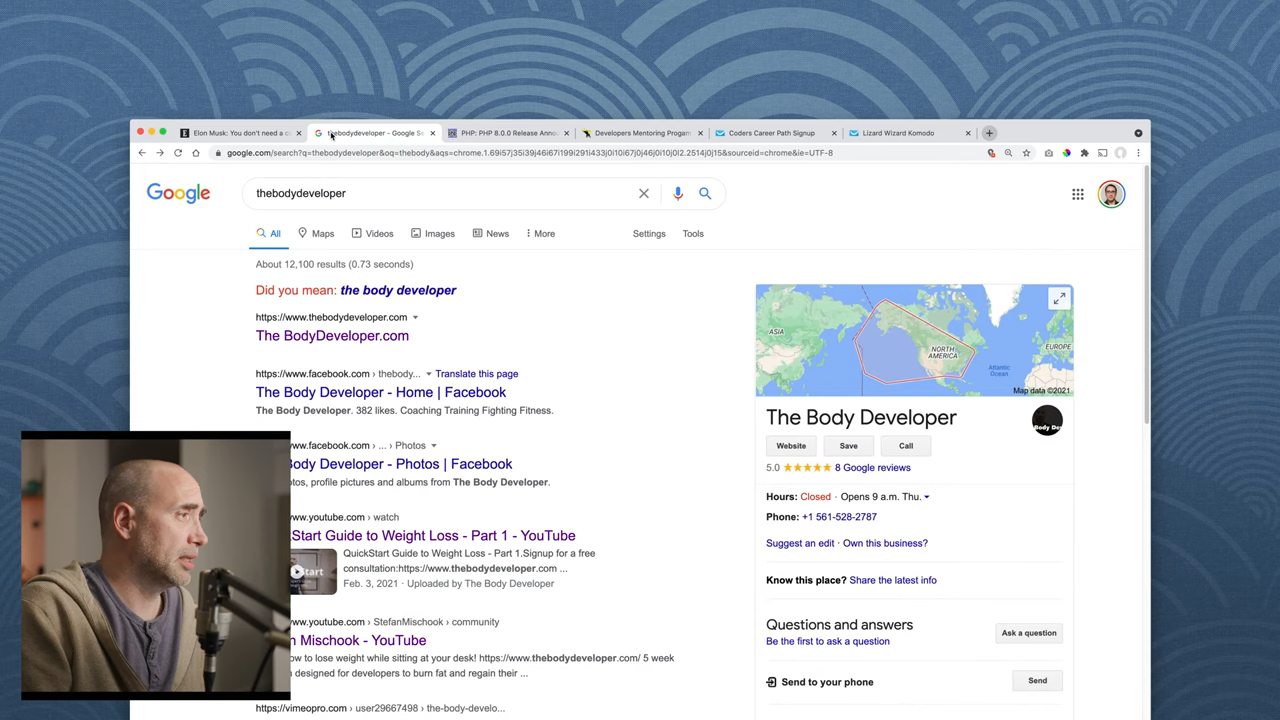 Elon Musk: You don't need a c
thebodydeveloper - Google Se
PHP: PHP 8.0.0 Release Anno
Developers Mentoring Progam
Coders Career Path Signup
Lizard Wizard Komodo
google.com/search?q=thebodydeveloper&oq=thebody&aqs=chrome.1.69i57j35i39j46i67i199i291i433j0i10i67j0j46j0i10j0i2.2514j0j15&sourceid=chrome&ie=UTF-8
Google
thebodydeveloper
All
Maps
Videos
Images
News
More
Settings
Tools
About 12,100 results (0.73 seconds)
Did you mean: the body developer
https://www.thebodydeveloper.com
The BodyDeveloper.com
https://www.facebook.com › thebody... Translate this page
The Body Developer - Home | Facebook
The Body Developer. 382 likes. Coaching Training Fighting Fitness.
ww.facebook.com › ... › Photos
Body Developer - Photos | Facebook
otos, profile pictures and albums from The Body Developer.
ww.youtube.com › watch
Start Guide to Weight Loss - Part 1 - YouTube
Start
QuickStart Guide to Weight Loss - Part 1.Signup for a free
consultation:https://www.thebodydeveloper.com ...
Feb. 3, 2021 · Uploaded by The Body Developer
ww.youtube.com › StefanMischook › community
n Mischook - YouTube
ow to lose weight while sitting at your desk! https://www.thebodydeveloper.com/ 5 week
n designed for developers to burn fat and regain their ...
https://vimeopro.com › user29667498 › the-body-develo...
ASIA
NORTH
AMERICA
EUROPE
Atlantic
Ocean
Map data ©2021
The Body Developer
Body De
Website
Save
Call
5.0 ★★★★★ 8 Google reviews
Hours: Closed · Opens 9 a.m. Thu.
Phone: +1 561-528-2787
Suggest an edit · Own this business?
Know this place? Share the latest info
Questions and answers
Be the first to ask a question
Ask a question
Send to your phone
Send